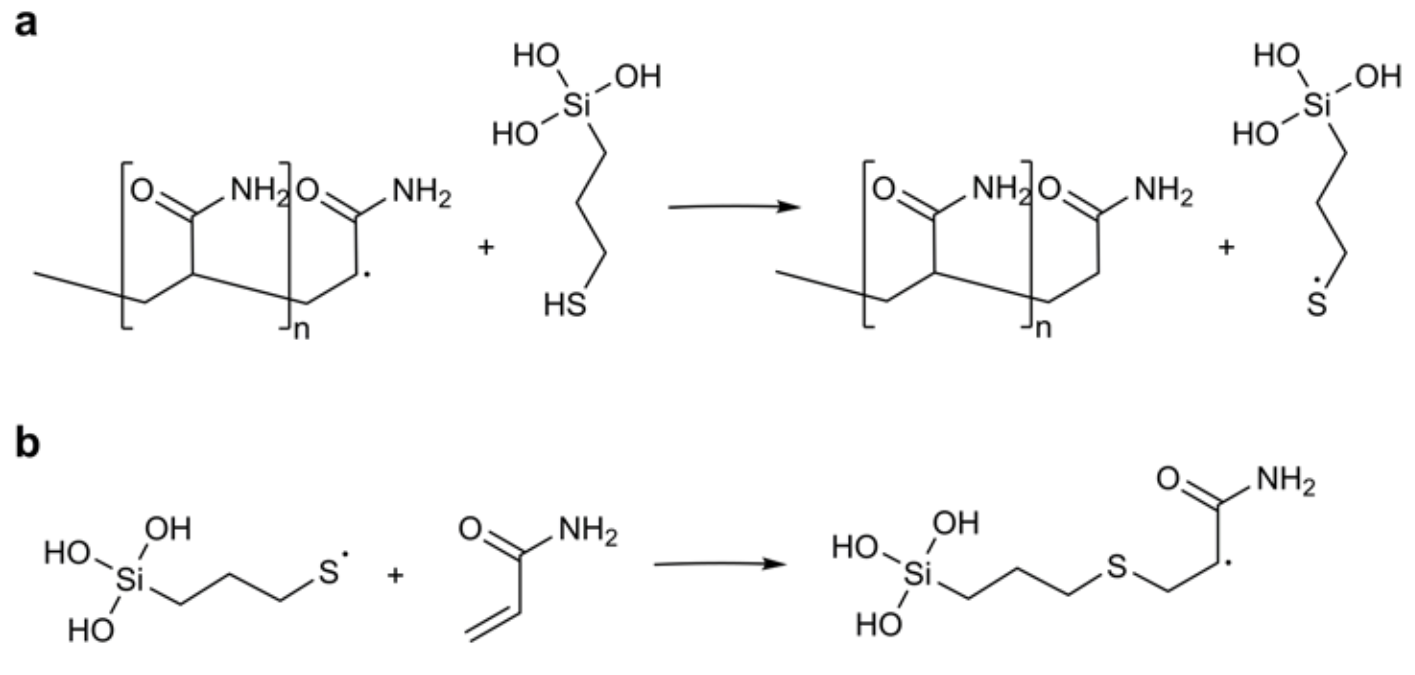 a
HO OH Si HO HO OH Si HO
O NH₂ O NH₂ n + HS O NH₂ O NH₂ n + S·
b
HO OH Si HO S· + O NH₂ HO OH Si HO S O NH₂ ·